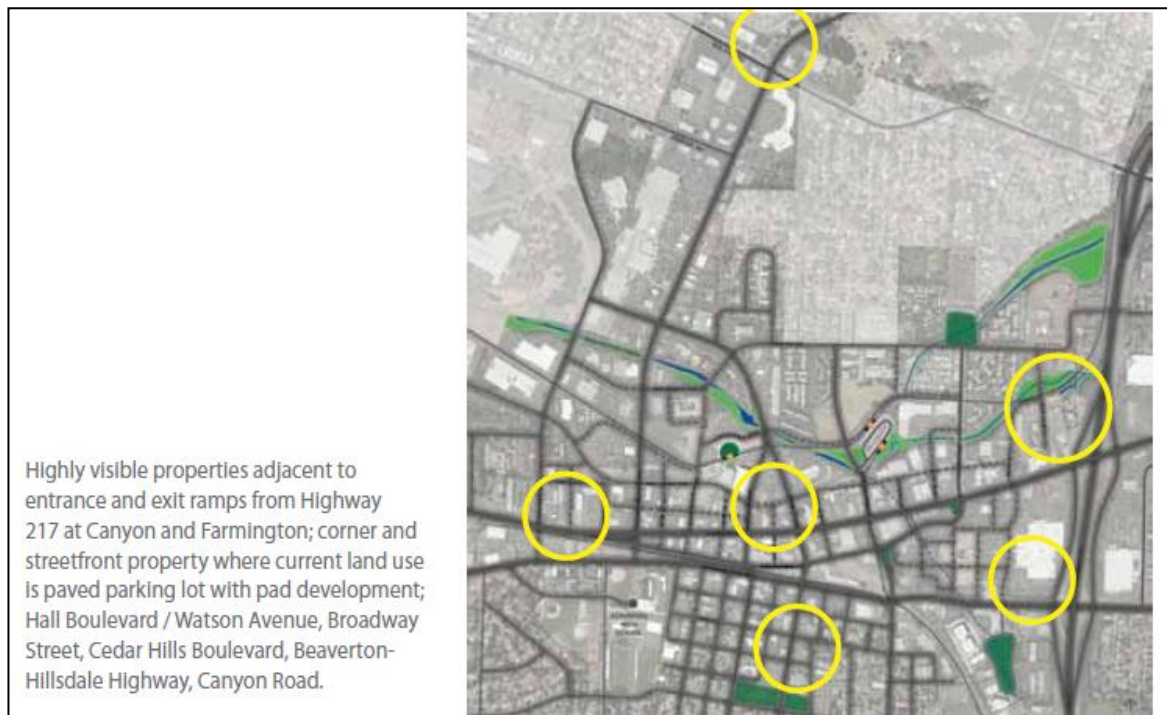 Highly visible properties adjacent to
entrance and exit ramps from Highway
217 at Canyon and Farmington; corner and
streetfront property where current land use
is paved parking lot with pad development;
Hall Boulevard / Watson Avenue, Broadway
Street, Cedar Hills Boulevard, Beaverton-
Hillsdale Highway, Canyon Road.